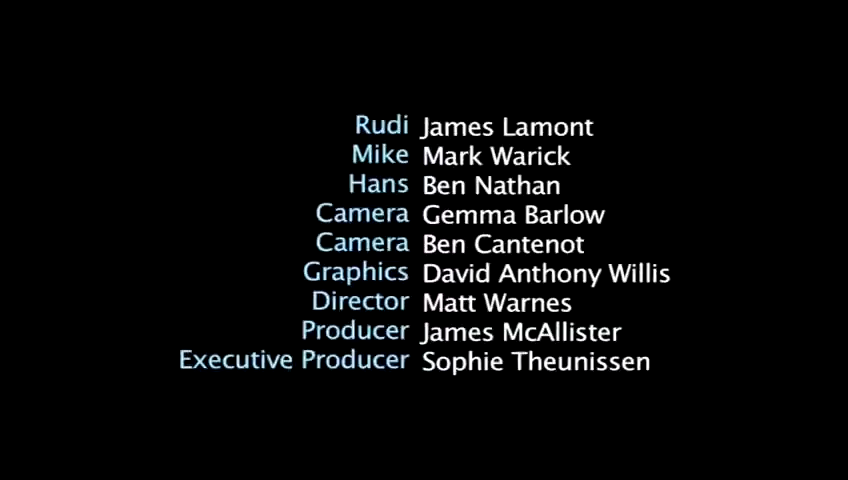 Rudi James Lamont
Mike Mark Warick
Hans Ben Nathan
Camera Gemma Barlow
Camera Ben Cantenot
Graphics David Anthony Willis
Director Matt Warnes
Producer James McAllister
Executive Producer Sophie Theunissen